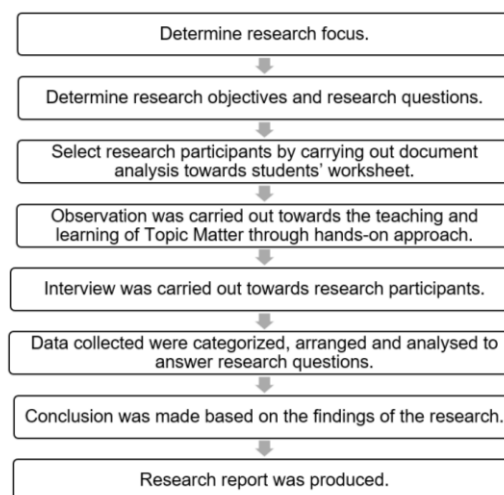 Determine research focus.
Determine research objectives and research questions.
Select research participants by carrying out document
analysis towards students’ worksheet.
Observation was carried out towards the teaching and
learning of Topic Matter through hands-on approach.
Interview was carried out towards research participants.
Data collected were categorized, arranged and analysed to
answer research questions.
Conclusion was made based on the findings of the research.
Research report was produced.